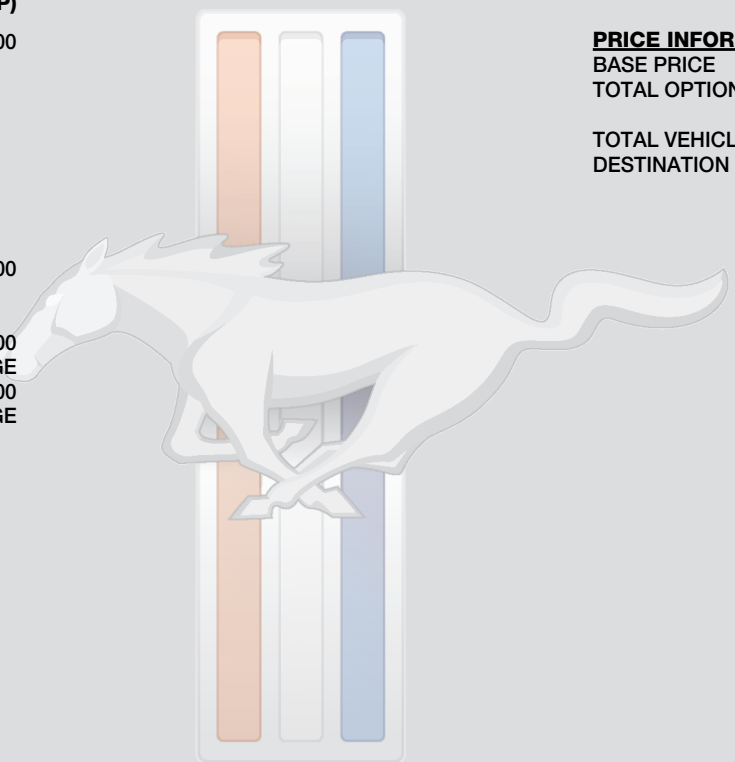 P)
00
00
00
GE
00
GE
PRICE INFOR
BASE PRICE
TOTAL OPTION
TOTAL VEHICL
DESTINATION